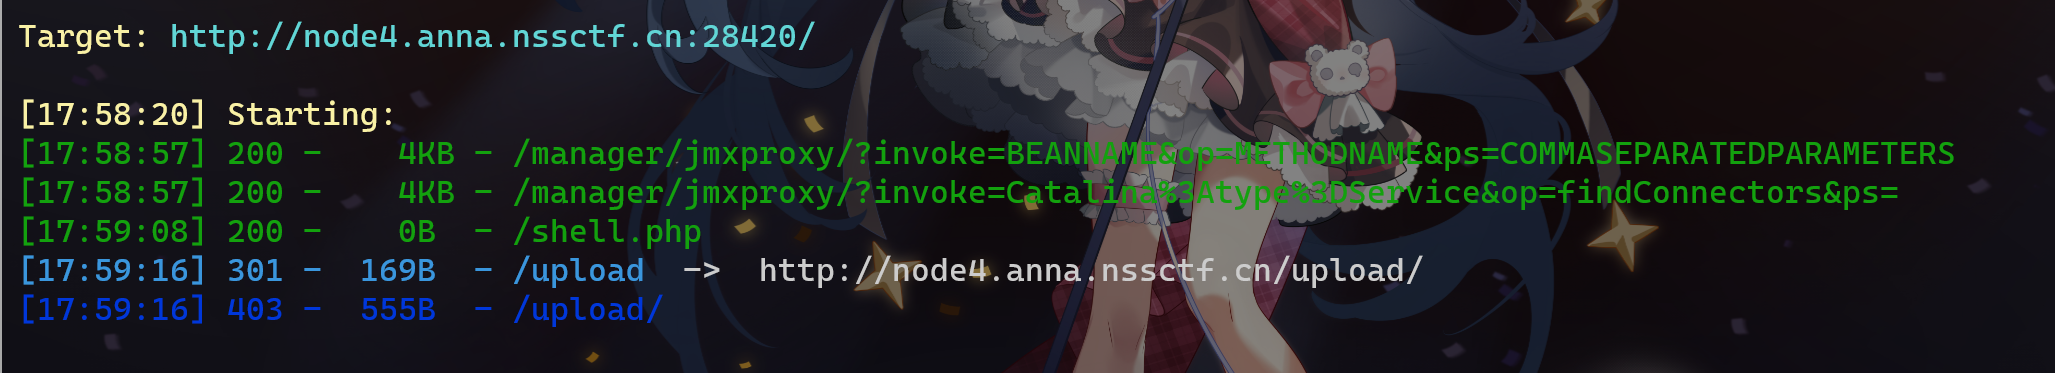 Target: http://node4.anna.nssctf.cn:28420/
[17:58:20] Starting:
[17:58:57] 200 -    4KB - /manager/jmxproxy/?invoke=BEANNAME&op=METHODNAME&ps=COMMASEPARATEDPARAMETERS
[17:58:57] 200 -    4KB - /manager/jmxproxy/?invoke=Catalina%3Atype%3DService&op=findConnectors&ps=
[17:59:08] 200 -    0B  - /shell.php
[17:59:16] 301 -  169B  - /upload  ->  http://node4.anna.nssctf.cn/upload/
[17:59:16] 403 -  555B  - /upload/